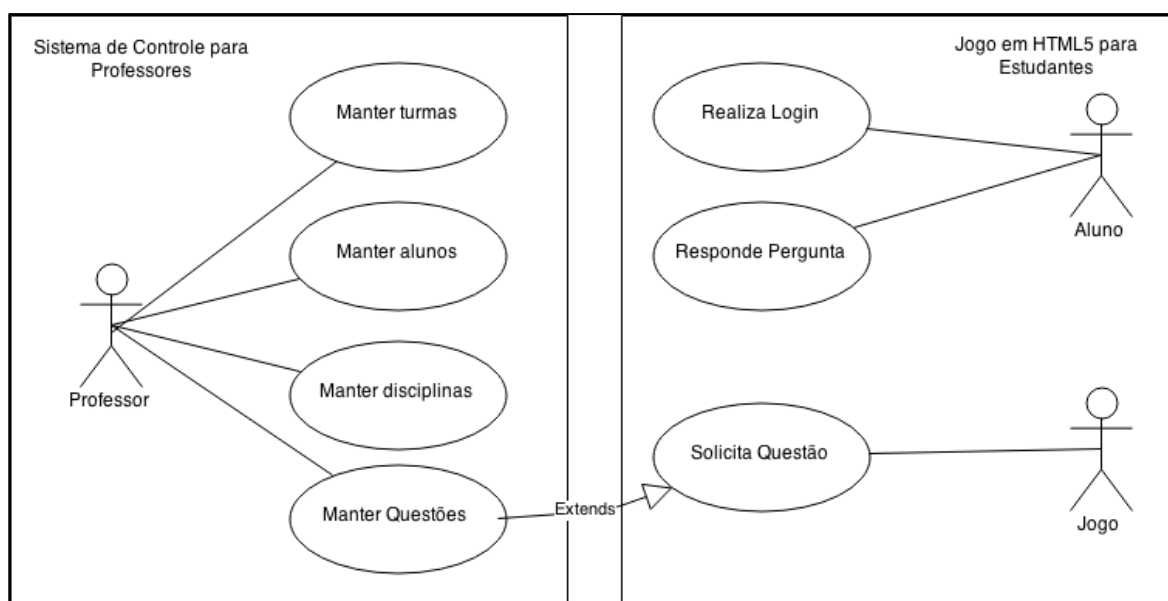 Sistema de Controle para
Professores
Manter turmas
Manter alunos
Manter disciplinas
Manter Questões
Professor
Extends
Jogo em HTML5 para
Estudantes
Realiza Login
Responde Pergunta
Aluno
Solicita Questão
Jogo